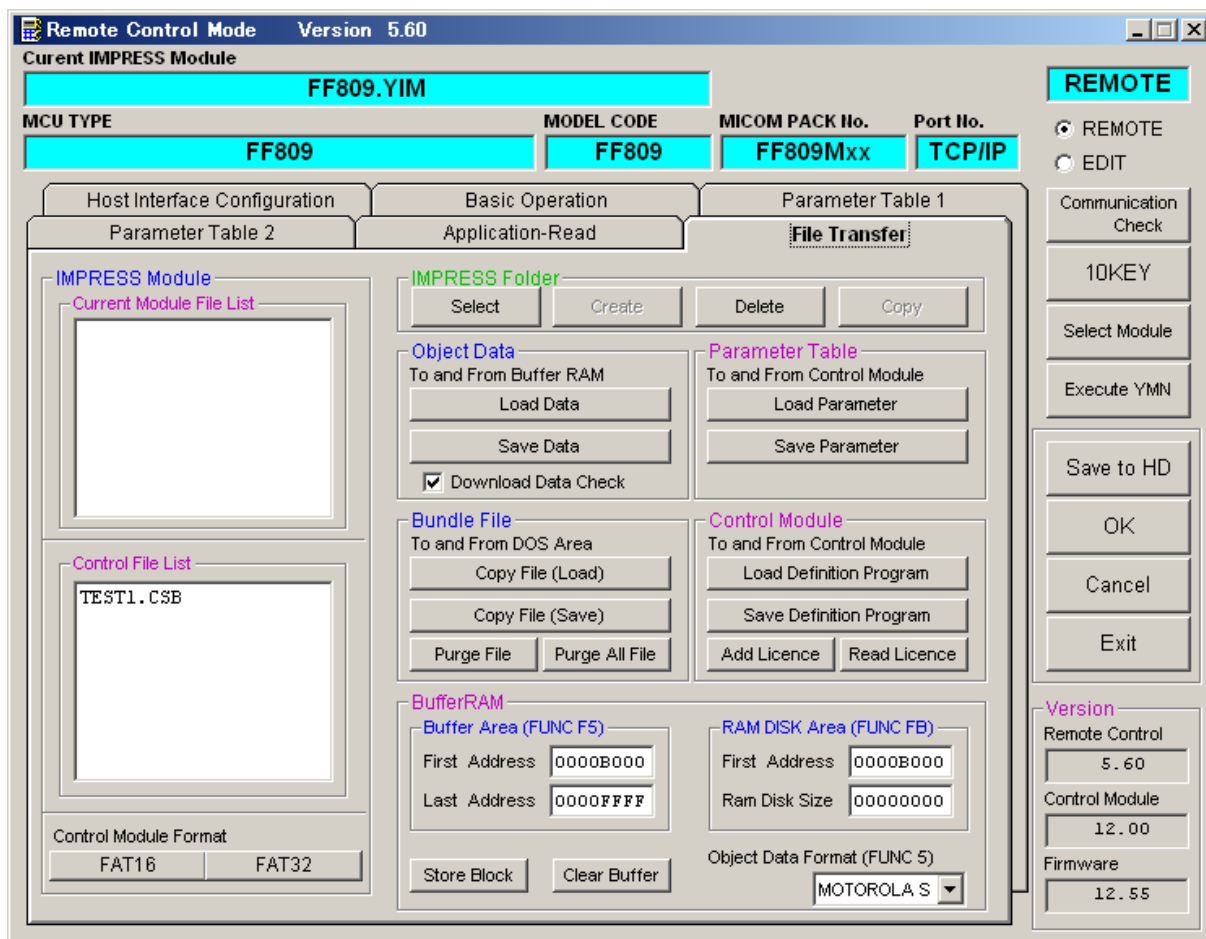 Remote Control Mode Version 5.60
Curent IMPRESS Module
FF809.YIM
REMOTE
MCU TYPE MODEL CODE MICOM PACK No. Port No.
FF809 FF809 FF809Mxx TCP/IP
REMOTE
EDIT
Host Interface Configuration Basic Operation Parameter Table 1
Parameter Table 2 Application-Read File Transfer
Communication
Check
10KEY
Select Module
Execute YMN
Save to HD
OK
Cancel
Exit
IMPRESS Module
Current Module File List
Control File List
TEST1.CSB
Control Module Format
FAT16 FAT32
IMPRESS Folder
Select Create Delete Copy
Object Data
To and From Buffer RAM
Load Data
Save Data
Download Data Check
Parameter Table
To and From Control Module
Load Parameter
Save Parameter
Bundle File
To and From DOS Area
Copy File (Load)
Copy File (Save)
Purge File Purge All File
Control Module
To and From Control Module
Load Definition Program
Save Definition Program
Add Licence Read Licence
BufferRAM
Buffer Area (FUNC F5)
First Address 0000B000
Last Address 0000FFFF
RAM DISK Area (FUNC FB)
First Address 0000B000
Ram Disk Size 00000000
Store Block Clear Buffer
Object Data Format (FUNC 5)
MOTOROLA S
Version
Remote Control
5.60
Control Module
12.00
Firmware
12.55